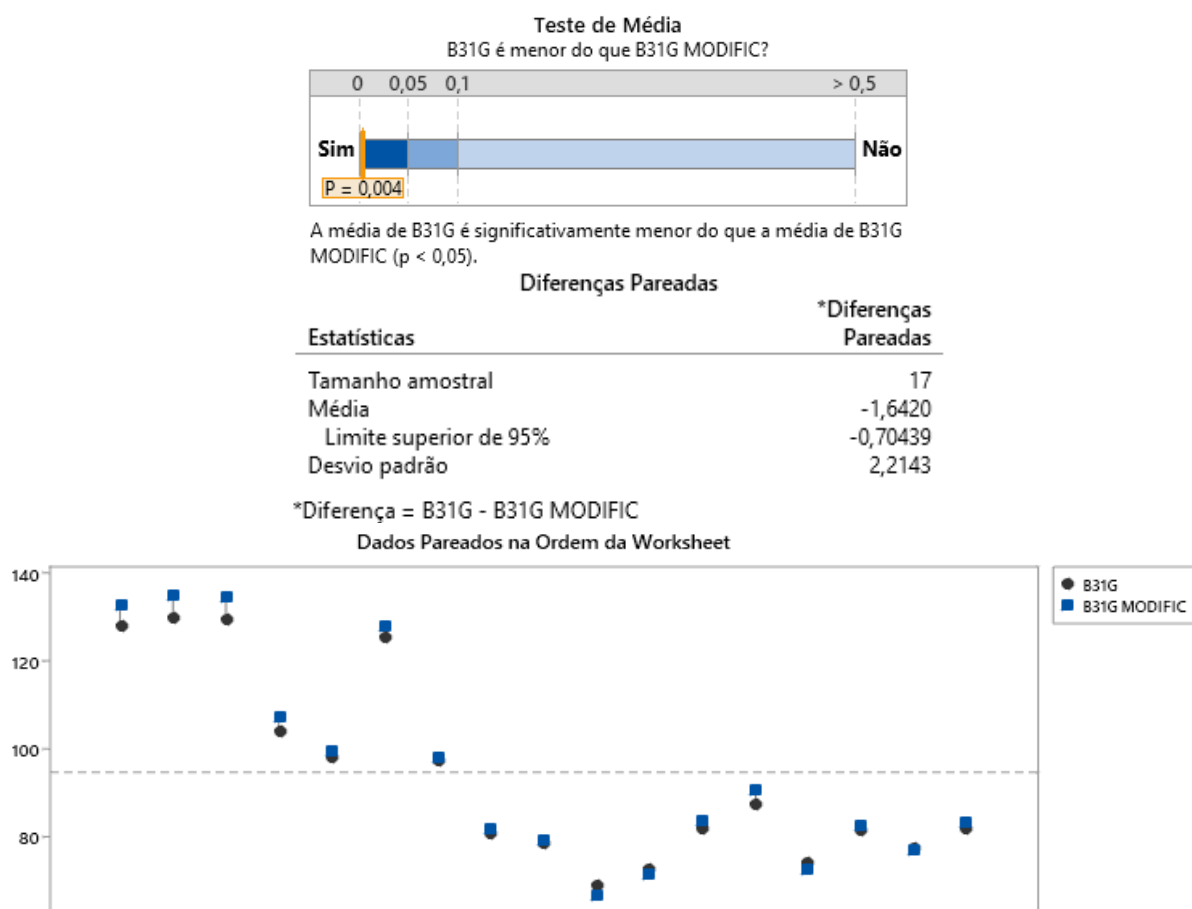 Teste de Média
B31G é menor do que B31G MODIFIC?
0 0,05 0,1 > 0,5
Sim Não
P = 0,004
A média de B31G é significativamente menor do que a média de B31G
MODIFIC (p < 0,05).
Diferenças Pareadas
*Diferenças
Estatísticas Pareadas
Tamanho amostral 17
Média -1,6420
Limite superior de 95% -0,70439
Desvio padrão 2,2143
*Diferença = B31G - B31G MODIFIC
Dados Pareados na Ordem da Worksheet
140
B31G
B31G MODIFIC
120
100
80